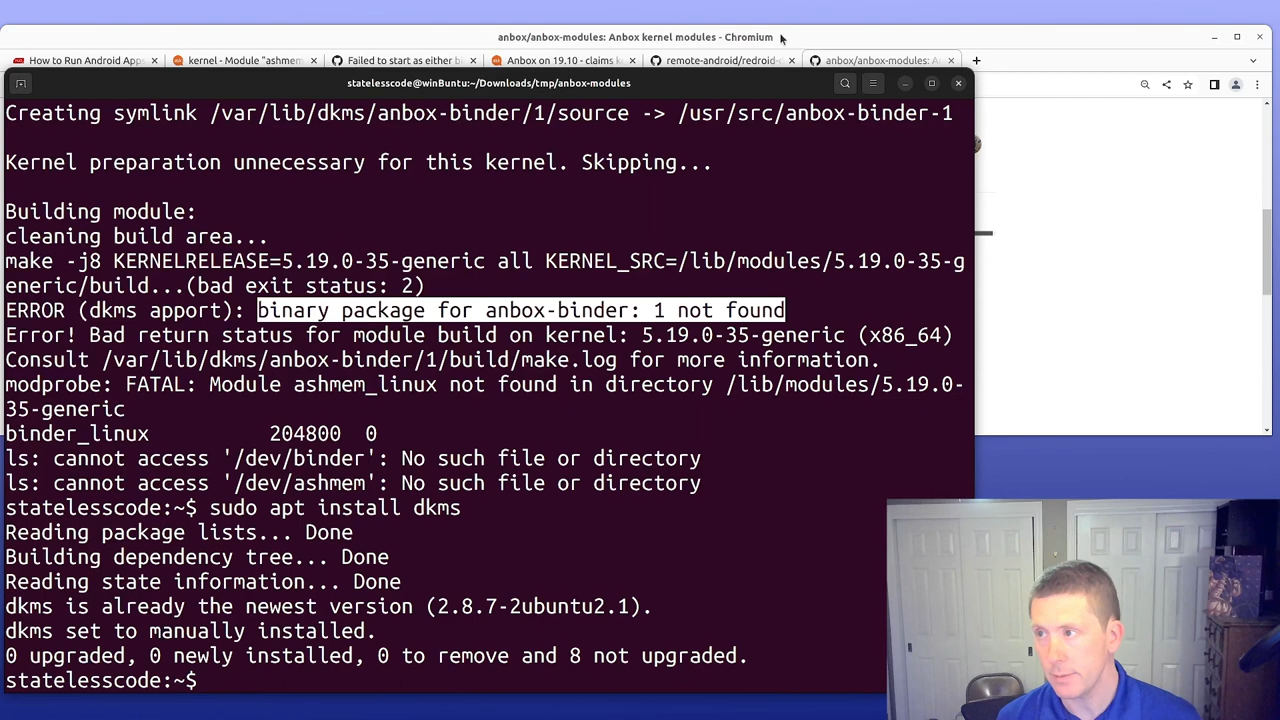 anbox/anbox-modules: Anbox kernel modules - Chromium
How to Run Android Apps
kernel - Module "ashmem
Failed to start as either b
Anbox on 19.10 - claims k
remote-android/redroid-
anbox/anbox-modules: A
statelesscode@winBuntu:~/Downloads/tmp/anbox-modules
Creating symlink /var/lib/dkms/anbox-binder/1/source -> /usr/src/anbox-binder-1
Kernel preparation unnecessary for this kernel. Skipping...
Building module:
cleaning build area...
make -j8 KERNELRELEASE=5.19.0-35-generic all KERNEL_SRC=/lib/modules/5.19.0-35-g
eneric/build...(bad exit status: 2)
ERROR (dkms apport): binary package for anbox-binder: 1 not found
Error! Bad return status for module build on kernel: 5.19.0-35-generic (x86_64)
Consult /var/lib/dkms/anbox-binder/1/build/make.log for more information.
modprobe: FATAL: Module ashmem_linux not found in directory /lib/modules/5.19.0-
35-generic
binder_linux          204800  0
ls: cannot access '/dev/binder': No such file or directory
ls: cannot access '/dev/ashmem': No such file or directory
statelesscode:~$ sudo apt install dkms
Reading package lists... Done
Building dependency tree... Done
Reading state information... Done
dkms is already the newest version (2.8.7-2ubuntu2.1).
dkms set to manually installed.
0 upgraded, 0 newly installed, 0 to remove and 8 not upgraded.
statelesscode:~$